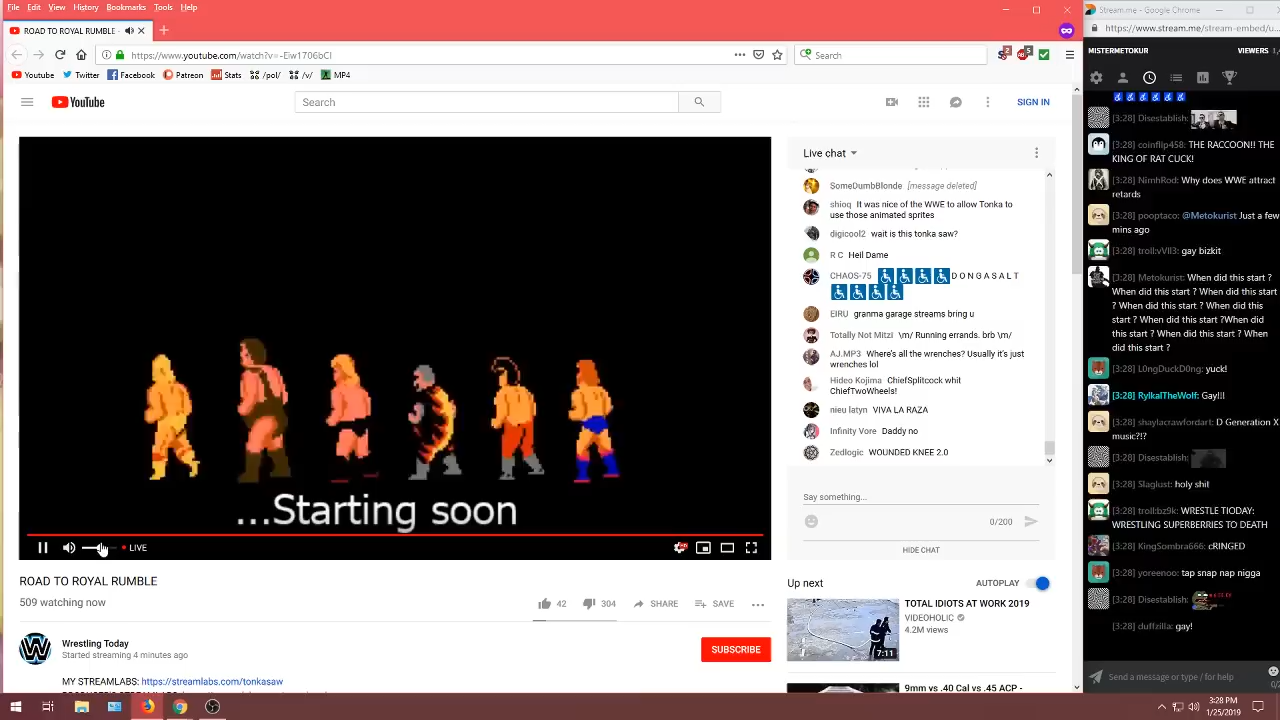 File Edit View History Bookmarks Tools Help
ROAD TO ROYAL RUMBLE -
https://www.youtube.com/watch?v=-Eiw1706bCI
Search
Youtube Twitter Facebook Patreon Stats /pol/ /v/ MP4
YouTube
Search
SIGN IN
...Starting soon
LIVE
ROAD TO ROYAL RUMBLE
509 watching now
42 304 SHARE SAVE
Wrestling Today
Started streaming 4 minutes ago
SUBSCRIBE
MY STREAMLABS: https://streamlabs.com/tonkasaw
Live chat
SomeDumbBlonde [message deleted]
shioq It was nice of the WWE to allow Tonka to
use those animated sprites
digicool2 wait is this tonka saw?
R C Heil Dame
CHAOS-75 D O N G A S A L T
EIRU granma garage streams bring u
Totally Not Mitzi \m/ Running errands. brb \m/
AJ.MP3 Where's all the wrenches? Usually it's just
wrenches lol
Hideo Kojima ChiefSplitcock whit
ChiefTwoWheels!
nieu latyn VIVA LA RAZA
Infinity Vore Daddy no
Zedlogic WOUNDED KNEE 2.0
Say something...
0/200
HIDE CHAT
Up next
AUTOPLAY
TOTAL IDIOTS AT WORK 2019
VIDEOHOLIC
4.2M views
7:11
9mm vs .40 Cal vs .45 ACP -
Stream.me - Google Chrome
https://www.stream.me/stream-embed/u
MISTERMETOKUR
VIEWERS
[3:28] Disestablish:
[3:28] coinflip458: THE RACCOON!! THE
KING OF RAT CUCK!
[3:28] NimhRod: Why does WWE attract
retards
[3:28] pooptaco: @Metokurist Just a few
mins ago
[3:28] troll:vVIl3: gay bizkit
[3:28] Metokurist: When did this start ?
When did this start ? When did this start
? When did this start ? When did this
start ? When did this start ?When did
this start ? When did this start ? When
did this start ?
[3:28] L0ngDuckD0ng: yuck!
[3:28] RylkalTheWolf: Gay!!!
[3:28] shaylacrawfordart: D Generation X
music?!?
[3:28] Disestablish:
[3:28] Slaglust: holy shit
[3:28] troll:bz9k: WRESTLE TIODAY:
WRESTLING SUPERBERRIES TO DEATH
[3:28] KingSombra666: cRINGED
[3:28] yoreenoo: tap snap nap nigga
[3:28] Disestablish:
[3:28] duffzilla: gay!
Send a message or type / for help
3:28 PM
1/25/2019